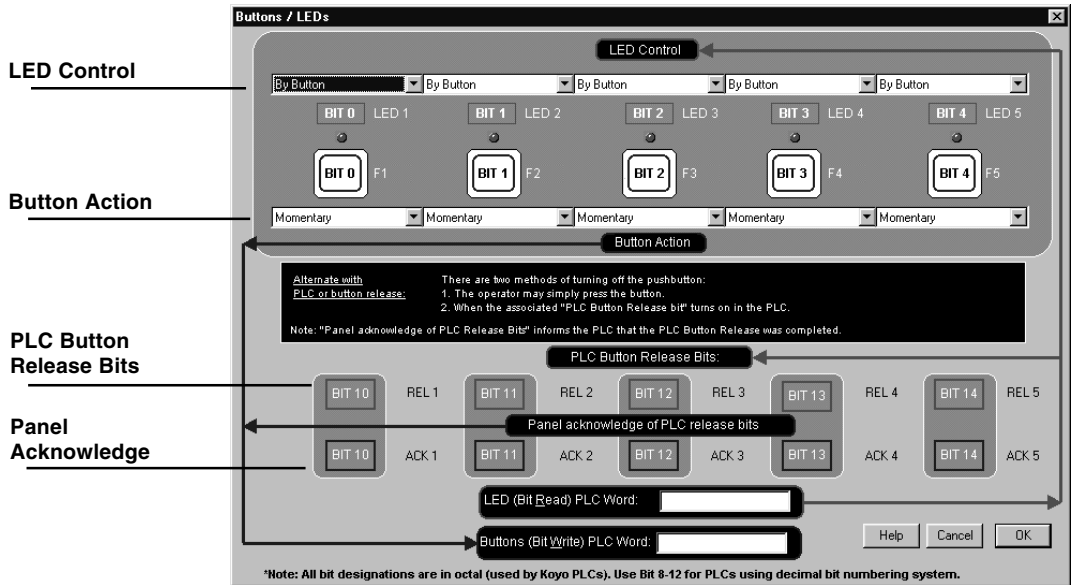 Buttons / LEDs
LED Control
LED Control
By Button By Button By Button By Button By Button
BIT 0 LED 1 BIT 1 LED 2 BIT 2 LED 3 BIT 3 LED 4 BIT 4 LED 5
BIT 0 F1 BIT 1 F2 BIT 2 F3 BIT 3 F4 BIT 4 F5
Button Action
Momentary Momentary Momentary Momentary Momentary
Button Action
Alternate with There are two methods of turning off the pushbutton:
PLC or button release: 1. The operator may simply press the button.
2. When the associated "PLC Button Release bit" turns on in the PLC.
Note: "Panel acknowledge of PLC Release Bits" informs the PLC that the PLC Button Release was completed.
PLC Button
Release Bits
PLC Button Release Bits:
BIT 10 REL 1 BIT 11 REL 2 BIT 12 REL 3 BIT 13 REL 4 BIT 14 REL 5
Panel
Acknowledge
Panel acknowledge of PLC release bits
BIT 10 ACK 1 BIT 11 ACK 2 BIT 12 ACK 3 BIT 13 ACK 4 BIT 14 ACK 5
LED (Bit Read) PLC Word:
Buttons (Bit Write) PLC Word:
Help Cancel OK
*Note: All bit designations are in octal (used by Koyo PLCs). Use Bit 8-12 for PLCs using decimal bit numbering system.